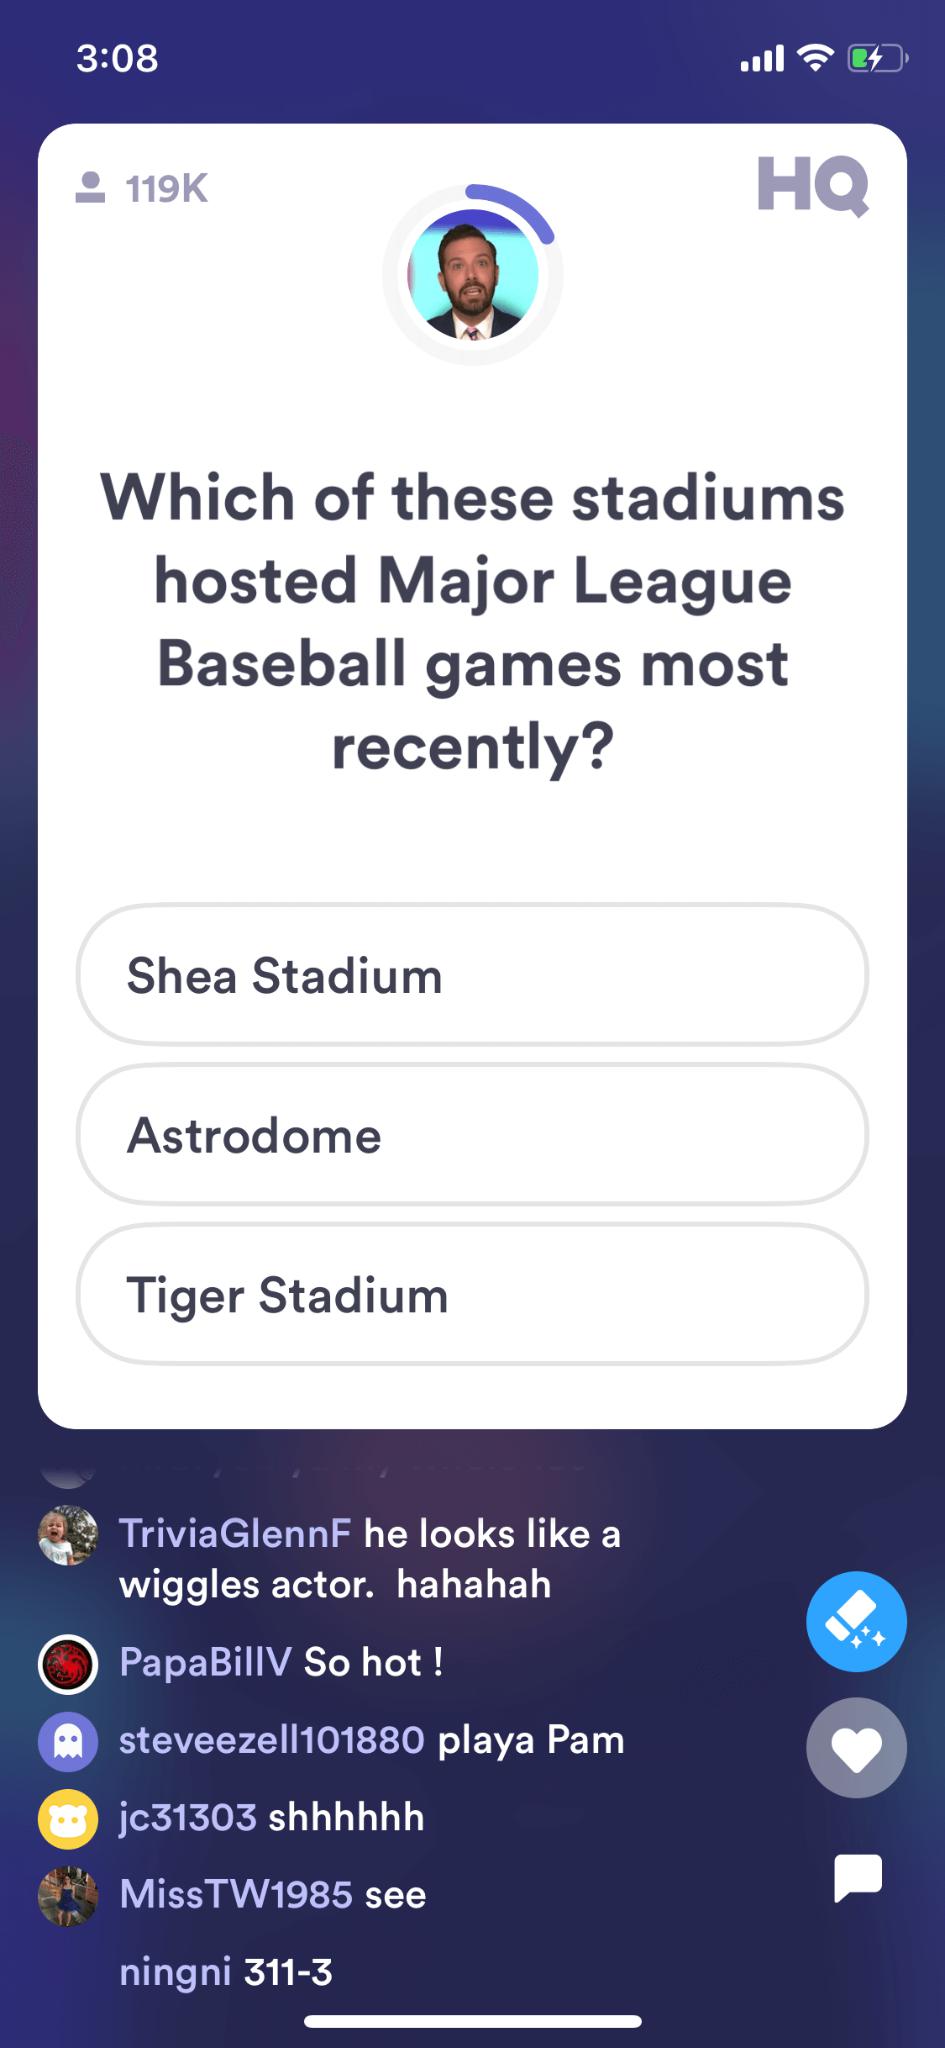 3:08
119K
HQ
Which of these stadiums
hosted Major League
Baseball games most
recently?
Shea Stadium
Astrodome
Tiger Stadium
TriviaGlennF he looks like a
wiggles actor.  hahahah
PapaBillV So hot !
steveezell101880 playa Pam
jc31303 shhhhhh
MissTW1985 see
ningni 311-3